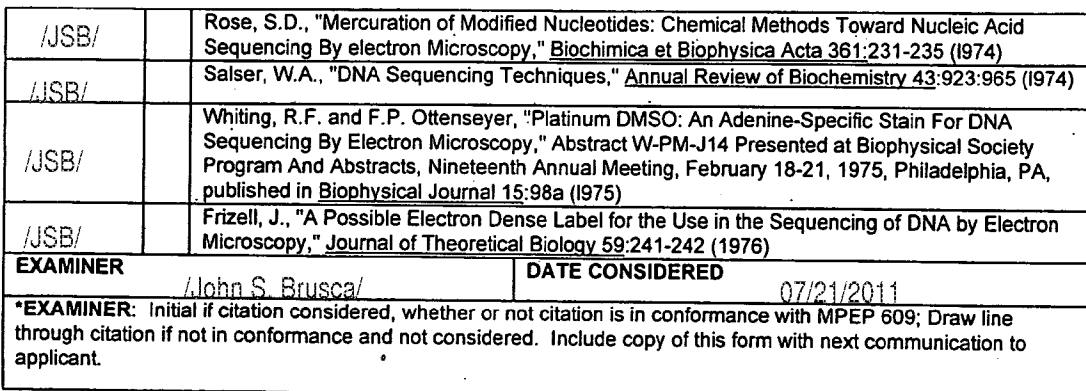 /JSB/ Rose, S.D., "Mercuration of Modified Nucleotides: Chemical Methods Toward Nucleic Acid
Sequencing By electron Microscopy," Biochimica et Biophysica Acta 361:231-235 (I974)
/JSB/ Salser, W.A., "DNA Sequencing Techniques," Annual Review of Biochemistry 43:923:965 (I974)
Whiting, R.F. and F.P. Ottenseyer, "Platinum DMSO: An Adenine-Specific Stain For DNA
Sequencing By Electron Microscopy," Abstract W-PM-J14 Presented at Biophysical Society
/JSB/ Program And Abstracts, Nineteenth Annual Meeting, February 18-21, 1975, Philadelphia, PA,
published in Biophysical Journal 15:98a (I975)
/JSB/ Frizell, J., "A Possible Electron Dense Label for the Use in the Sequencing of DNA by Electron
Microscopy," Journal of Theoretical Biology 59:241-242 (1976)
EXAMINER /John S. Brusca/ DATE CONSIDERED 07/21/2011
*EXAMINER: Initial if citation considered, whether or not citation is in conformance with MPEP 609; Draw line
through citation if not in conformance and not considered. Include copy of this form with next communication to
applicant.